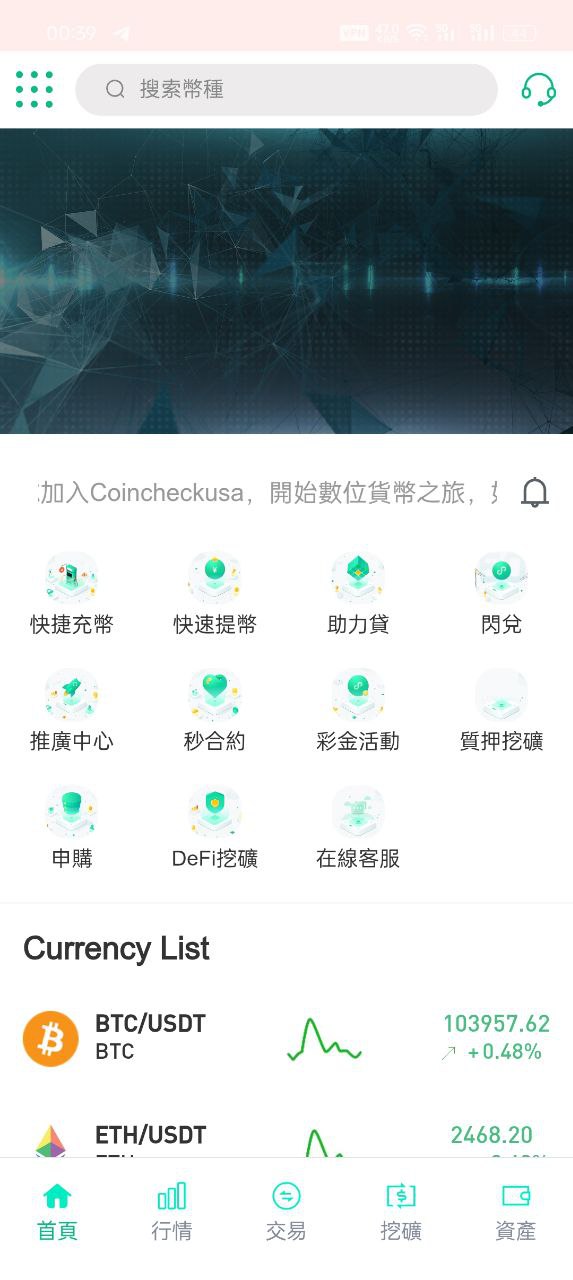 00:39
VPN
搜索幣種
加入Coincheckusa，開始數位貨幣之旅，
快捷充幣 快速提幣 助力貸 閃兌
推廣中心 秒合約 彩金活動 質押挖礦
申購 DeFi挖礦 在線客服
Currency List
BTC/USDT 103957.62
BTC +0.48%
ETH/USDT 2468.20
首頁 行情 交易 挖礦 資產